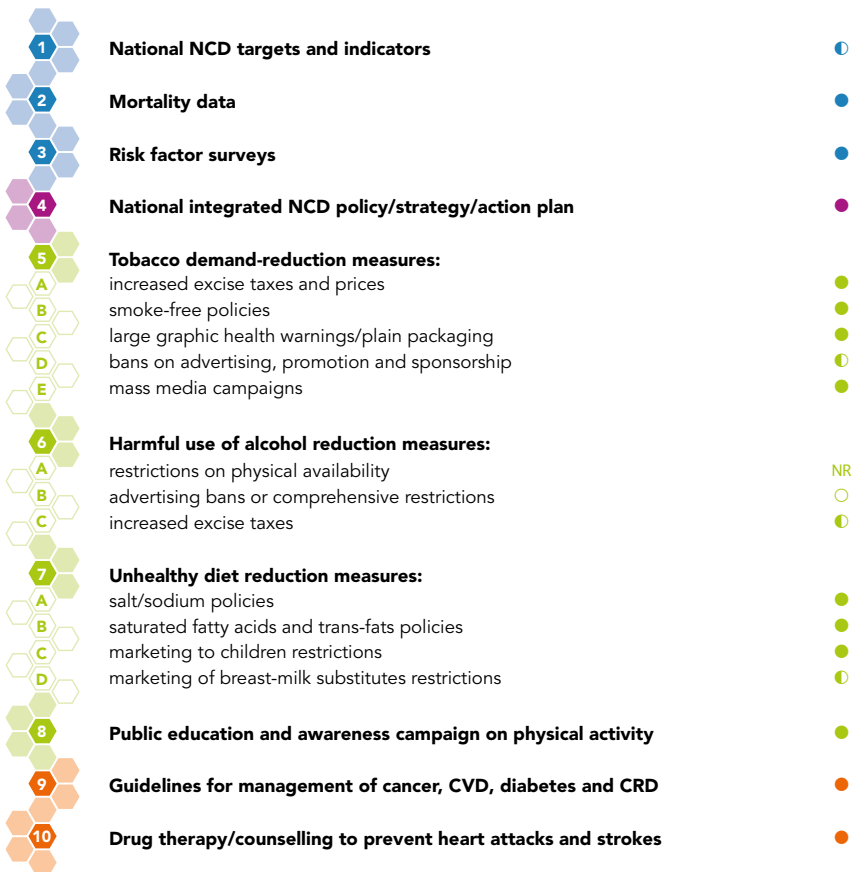 1 National NCD targets and indicators ◐
2 Mortality data ●
3 Risk factor surveys ●
4 National integrated NCD policy/strategy/action plan ●
5 Tobacco demand-reduction measures:
A increased excise taxes and prices ●
B smoke-free policies ●
C large graphic health warnings/plain packaging ●
D bans on advertising, promotion and sponsorship ◐
E mass media campaigns ●
6 Harmful use of alcohol reduction measures:
A restrictions on physical availability NR
B advertising bans or comprehensive restrictions ○
C increased excise taxes ◐
7 Unhealthy diet reduction measures:
A salt/sodium policies ●
B saturated fatty acids and trans-fats policies ●
C marketing to children restrictions ●
D marketing of breast-milk substitutes restrictions ◐
8 Public education and awareness campaign on physical activity ●
9 Guidelines for management of cancer, CVD, diabetes and CRD ●
10 Drug therapy/counselling to prevent heart attacks and strokes ●